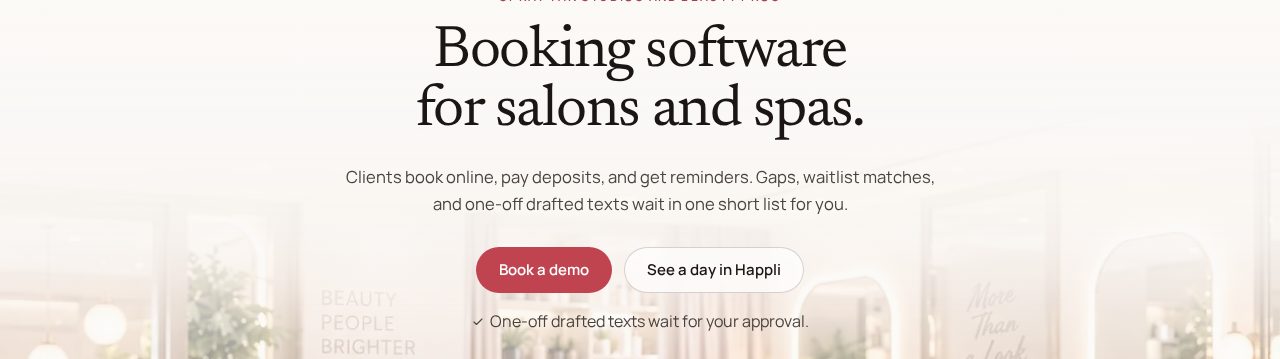 Booking software
for salons and spas.
Clients book online, pay deposits, and get reminders. Gaps, waitlist matches,
and one-off drafted texts wait in one short list for you.
Book a demo
See a day in Happli
One-off drafted texts wait for your approval.
BEAUTY
PEOPLE
BRIGHTER
More
Than
a Look